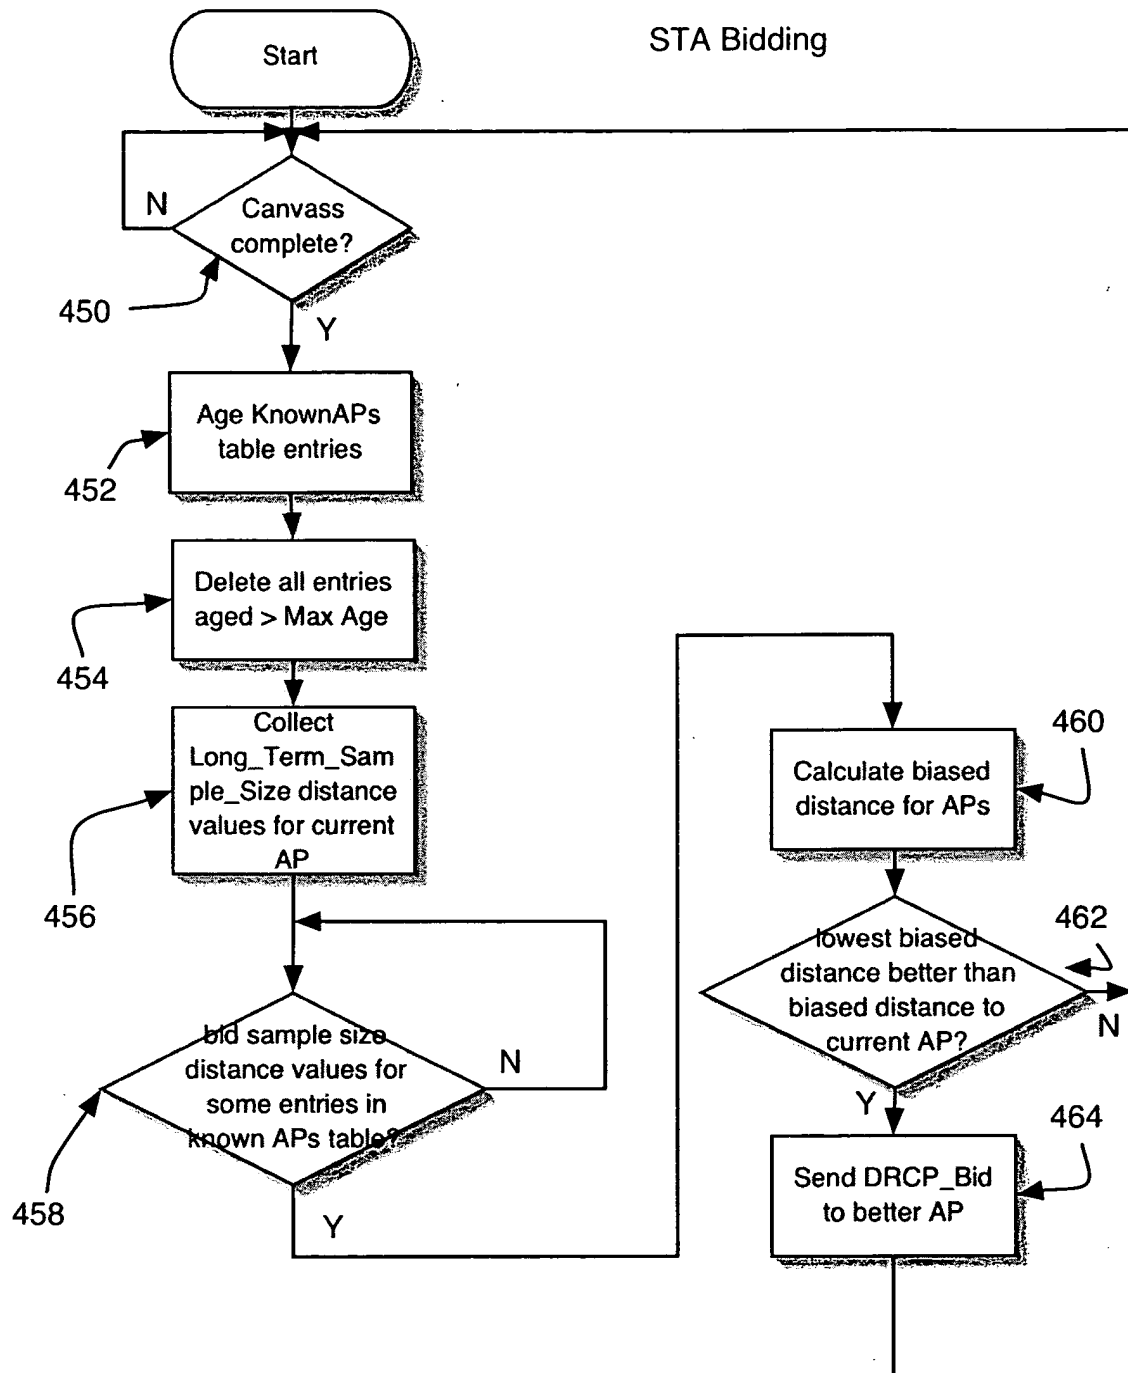 STA Bidding
Start
Canvass
complete?
N
450
Y
Age KnownAPs
table entries
452
Delete all entries
aged > Max Age
454
Collect
Long_Term_Sam
ple_Size distance
values for current
AP
456
bid sample size
distance values for
some entries in
known APs table?
N
458
Y
Calculate biased
distance for APs
460
lowest biased
distance better than
biased distance to
current AP?
462
N
Y
Send DRCP_Bid
to better AP
464